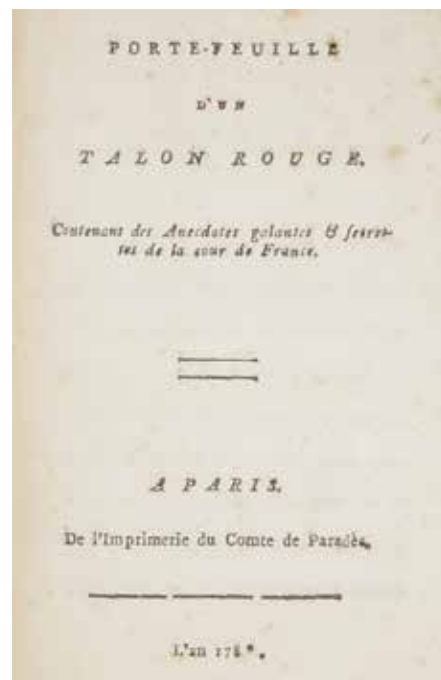 PORTE-FEUILLE
D'UN
TALON ROUGE.
Contenant des Anecdotes galantes & secret-
tes de la cour de France.
A PARIS.
De l'Imprimerie du Comte de Paradès.
L'an 178*.